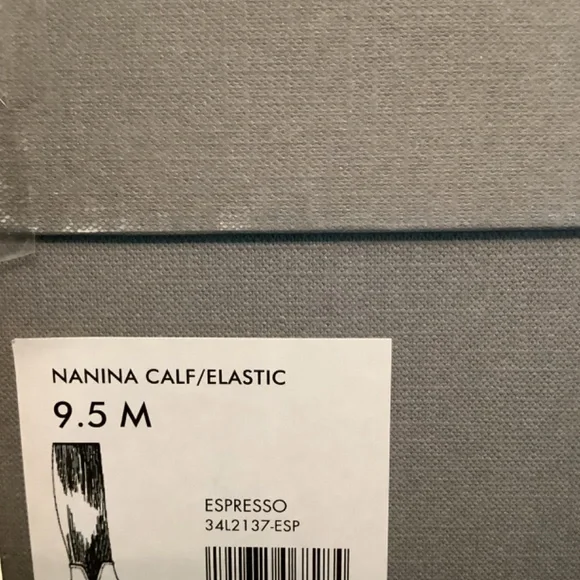 NANINA CALF/ELASTIC
9.5 M
ESPRESSO
34L2137-ESP